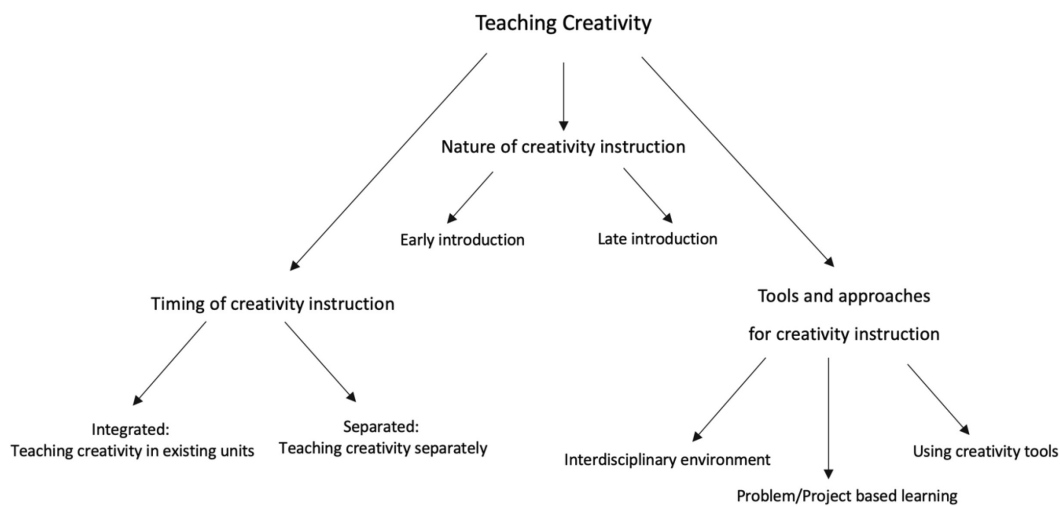 Teaching Creativity
Nature of creativity instruction
Early introduction
Late introduction
Timing of creativity instruction
Integrated:
Teaching creativity in existing units
Separated:
Teaching creativity separately
Tools and approaches
for creativity instruction
Interdisciplinary environment
Problem/Project based learning
Using creativity tools